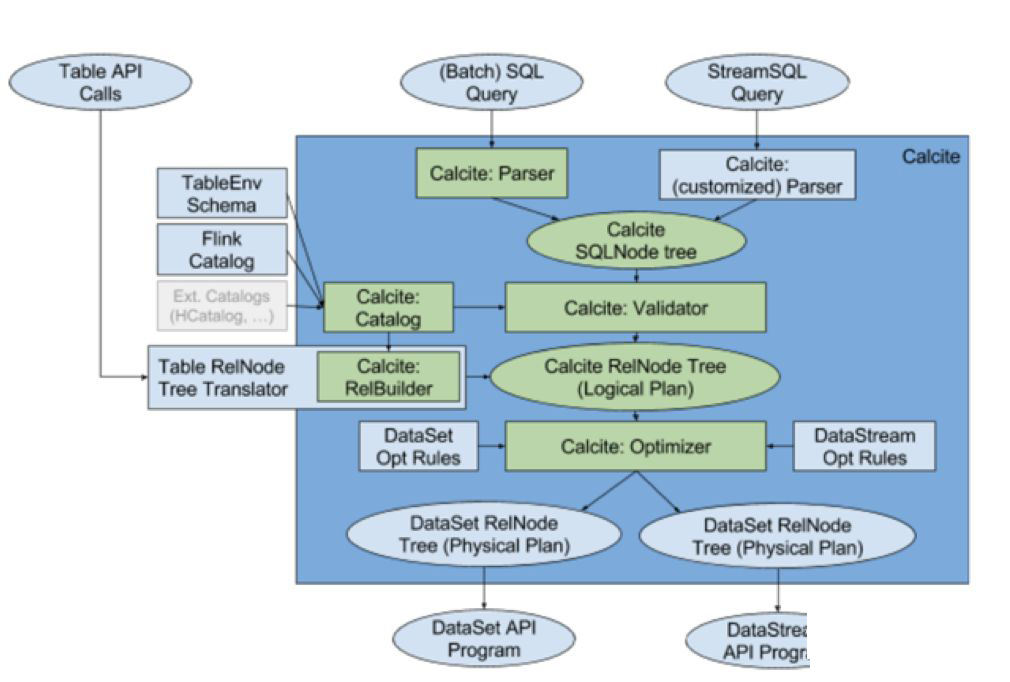 Table API
Calls
(Batch) SQL
Query
StreamSQL
Query
Calcite
Calcite: Parser
Calcite:
(customized) Parser
TableEnv
Schema
Calcite
SQLNode tree
Flink
Catalog
Ext. Catalogs
(HCatalog, ...)
Calcite:
Catalog
Calcite: Validator
Table RelNode
Tree Translator
Calcite:
RelBuilder
Calcite RelNode Tree
(Logical Plan)
DataSet
Opt Rules
Calcite: Optimizer
DataStream
Opt Rules
DataSet RelNode
Tree (Physical Plan)
DataSet RelNode
Tree (Physical Plan)
DataSet API
Program
API